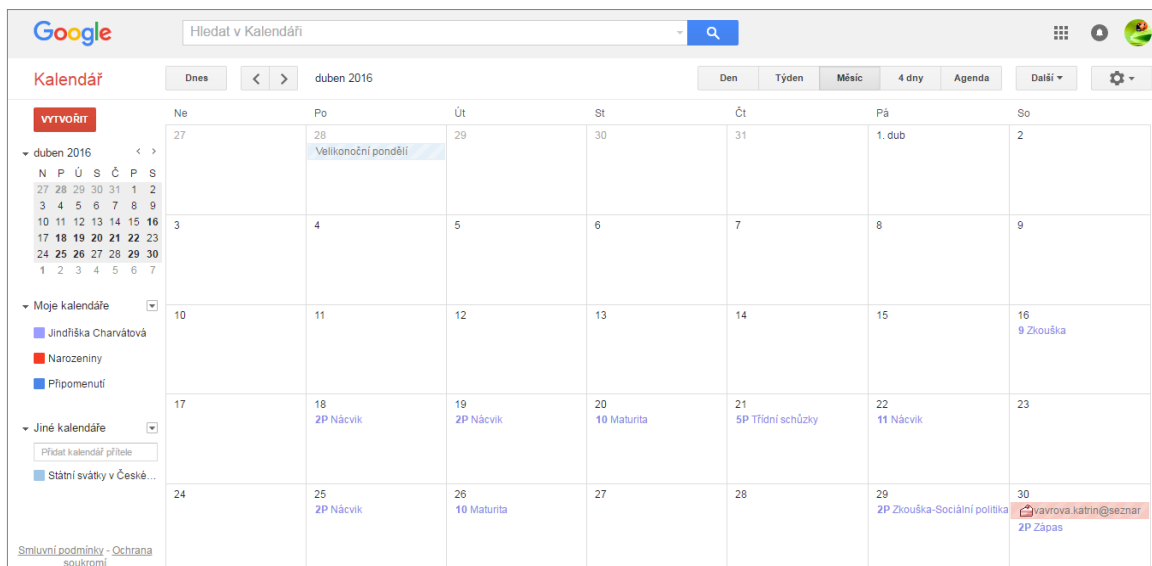 Google
Hledat v Kalendáři
Kalendář
Dnes
duben 2016
Den Týden Měsíc 4 dny Agenda
Další
VYTVOŘIT
duben 2016
N P Ú S Č P S
27 28 29 30 31 1 2
3 4 5 6 7 8 9
10 11 12 13 14 15 16
17 18 19 20 21 22 23
24 25 26 27 28 29 30
1 2 3 4 5 6 7
Moje kalendáře
Jindřiška Charvátová
Narozeniny
Připomenutí
Jiné kalendáře
Přidat kalendář přítele
Státní svátky v České...
Smluvní podmínky - Ochrana
soukromí
Ne Po Út St Čt Pá So
27 28 29 30 31 1. dub 2
Velikonoční pondělí
3 4 5 6 7 8 9
10 11 12 13 14 15 16
9 Zkouška
17 18 19 20 21 22 23
2P Nácvik 2P Nácvik 10 Maturita 5P Třídní schůzky 11 Nácvik
24 25 26 27 28 29 30
2P Nácvik 10 Maturita 2P Zkouška-Sociální politika vavrova.katrin@seznar
2P Zápas